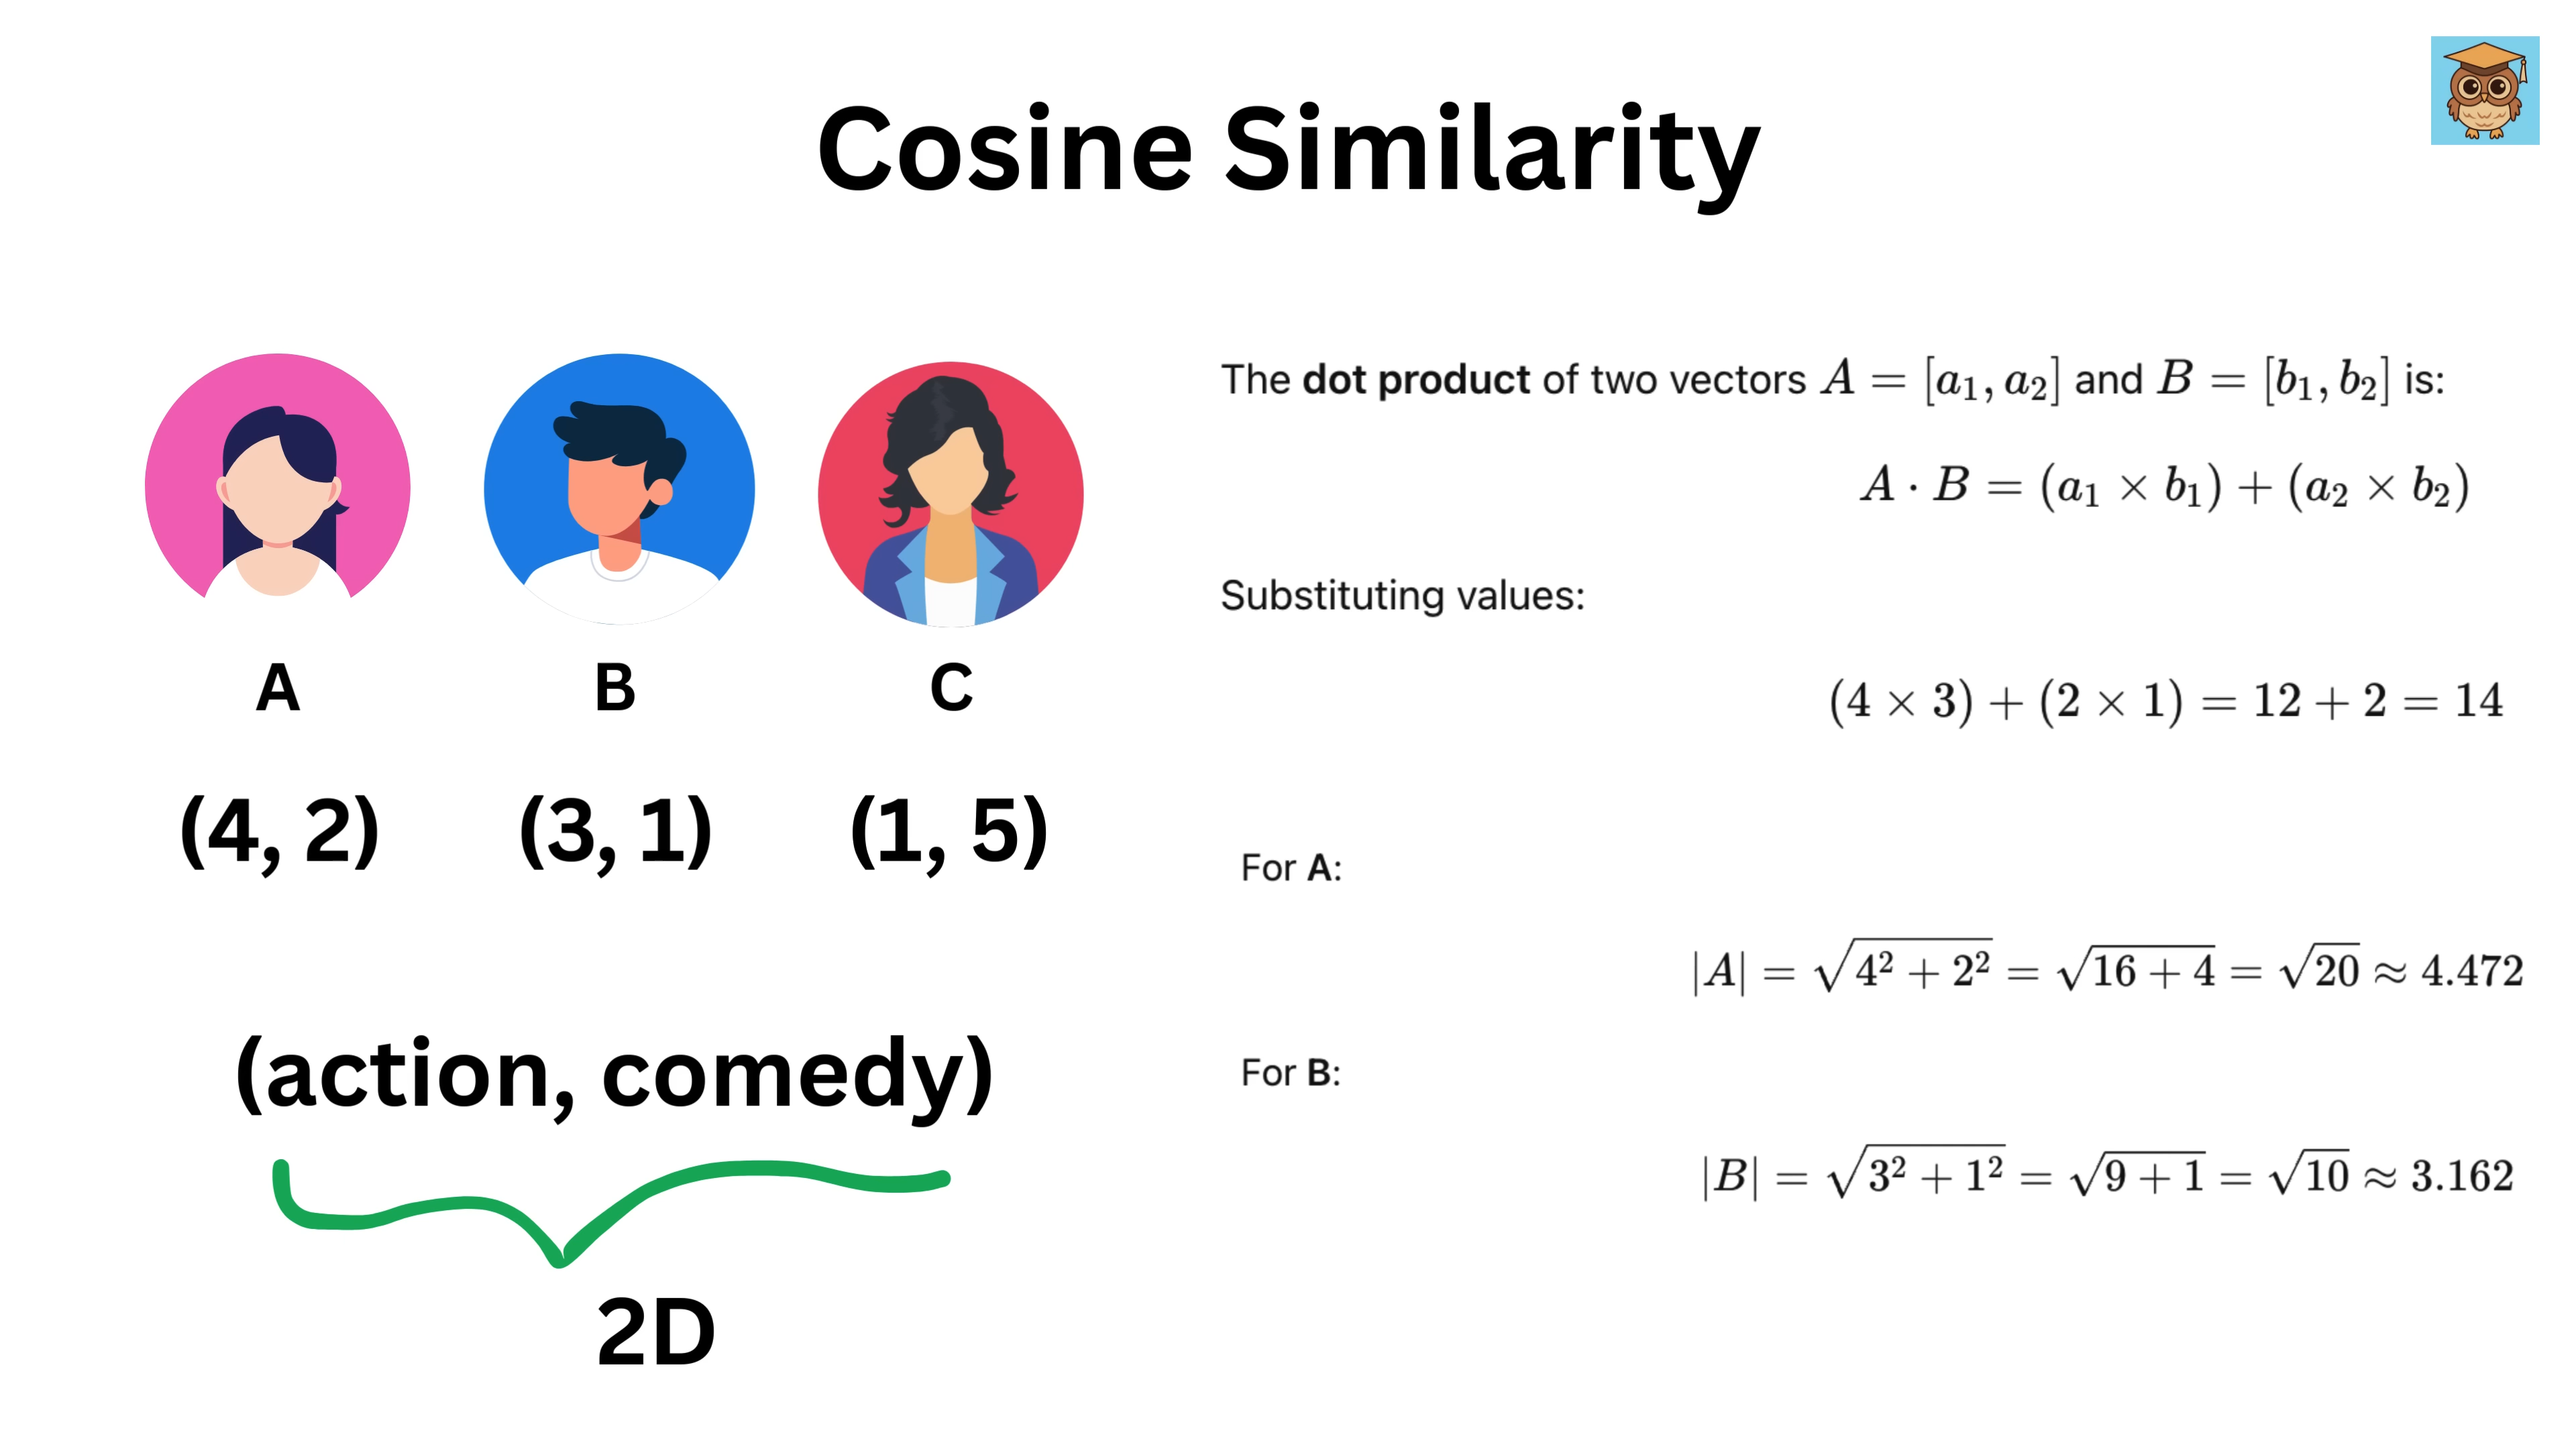 Cosine Similarity
A B C
(4, 2) (3, 1) (1, 5)
(action, comedy)
2D
The dot product of two vectors A = [a₁, a₂] and B = [b₁, b₂] is:
A · B = (a₁ × b₁) + (a₂ × b₂)
Substituting values:
(4 × 3) + (2 × 1) = 12 + 2 = 14
For A:
|A| = √(4² + 2²) = √(16 + 4) = √20 ≈ 4.472
For B:
|B| = √(3² + 1²) = √(9 + 1) = √10 ≈ 3.162